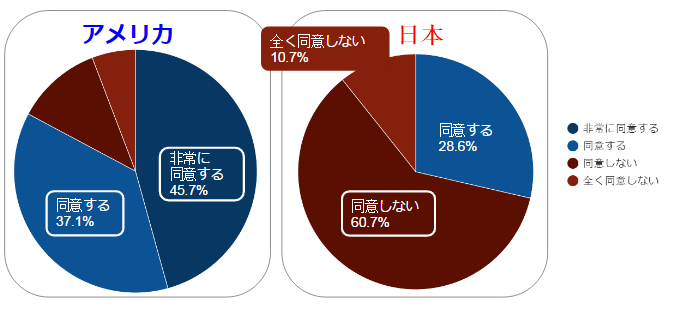 アメリカ
非常に
同意する
45.7%
同意する
37.1%
日本
全く同意しない
10.7%
同意する
28.6%
同意しない
60.7%
非常に同意する
同意する
同意しない
全く同意しない